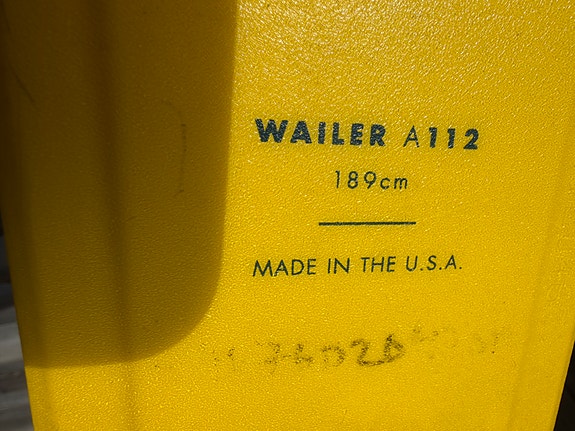 WAILER A112
189cm
MADE IN THE U.S.A.